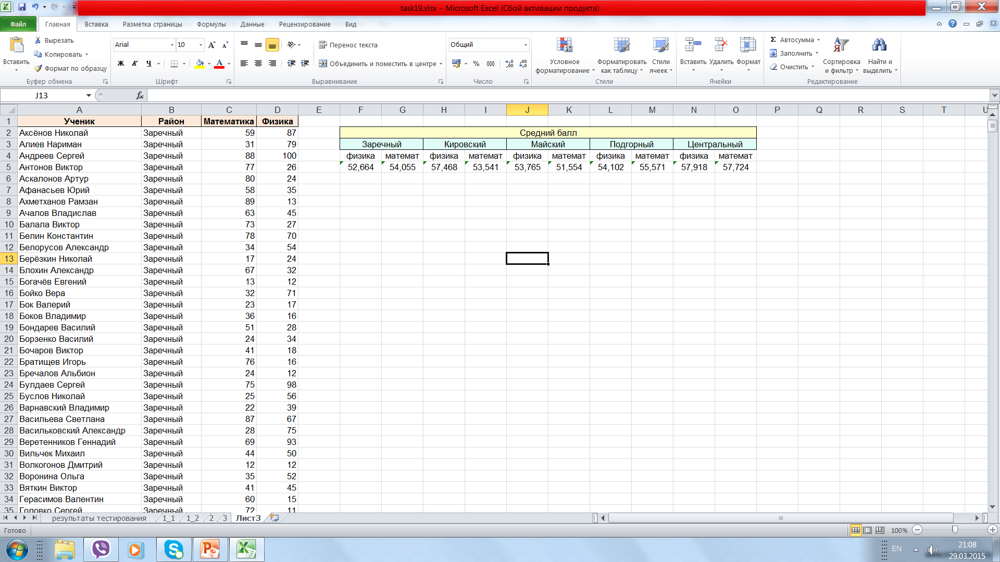 task19.xlsx - Microsoft Excel (Сбой активации продукта)
Файл Главная Вставка Разметка страницы Формулы Данные Рецензирование Вид
Вставить
Вырезать
Копировать
Формат по образцу
Буфер обмена
Arial 10
Ж К Ч
Шрифт
Перенос текста
Объединить и поместить в центре
Выравнивание
Общий
% 000
Число
Условное форматирование
Форматировать как таблицу
Стили ячеек
Стили
Вставить Удалить Формат
Ячейки
Автосумма
Заполнить
Очистить
Сортировка и фильтр
Найти и выделить
Редактирование
J13
fx
A B C D E F G H I J K L M N O P Q R S T U
1 Ученик Район Математика Физика
2 Аксёнов Николай Заречный 59 87 Средний балл
3 Алиев Нариман Заречный 31 79 Заречный Кировский Майский Подгорный Центральный
4 Андреев Сергей Заречный 88 100 физика математ физика математ физика математ физика математ физика математ
5 Антонов Виктор Заречный 77 26 52,664 54,055 57,468 53,541 53,765 51,554 54,102 55,571 57,918 57,724
6 Аскалонов Артур Заречный 80 24
7 Афанасьев Юрий Заречный 58 35
8 Ахметханов Рамзан Заречный 89 13
9 Ачалов Владислав Заречный 63 45
10 Балала Виктор Заречный 73 27
11 Белин Константин Заречный 78 70
12 Белорусов Александр Заречный 34 54
13 Берёзкин Николай Заречный 17 24
14 Блохин Александр Заречный 67 32
15 Богачёв Евгений Заречный 13 12
16 Бойко Вера Заречный 32 71
17 Бок Валерий Заречный 23 17
18 Боков Владимир Заречный 36 16
19 Бондарев Василий Заречный 51 28
20 Борзенко Василий Заречный 24 34
21 Бочаров Виктор Заречный 41 18
22 Братищев Игорь Заречный 76 16
23 Бречалов Альбион Заречный 24 12
24 Булдаев Сергей Заречный 75 98
25 Буслов Николай Заречный 25 56
26 Варнавский Владимир Заречный 22 39
27 Васильева Светлана Заречный 87 67
28 Васильковский Александр Заречный 28 75
29 Веретенников Геннадий Заречный 69 93
30 Вильчек Михаил Заречный 44 50
31 Волкогонов Дмитрий Заречный 12 12
32 Воронина Ольга Заречный 35 52
33 Вяткин Виктор Заречный 41 45
34 Герасимов Валентин Заречный 60 15
35 Головко Сергей Заречный 72 11
результаты тестирования 1_1 1_2 2 3 Лист3
Готово 100%
EN 21:08
29.03.2015